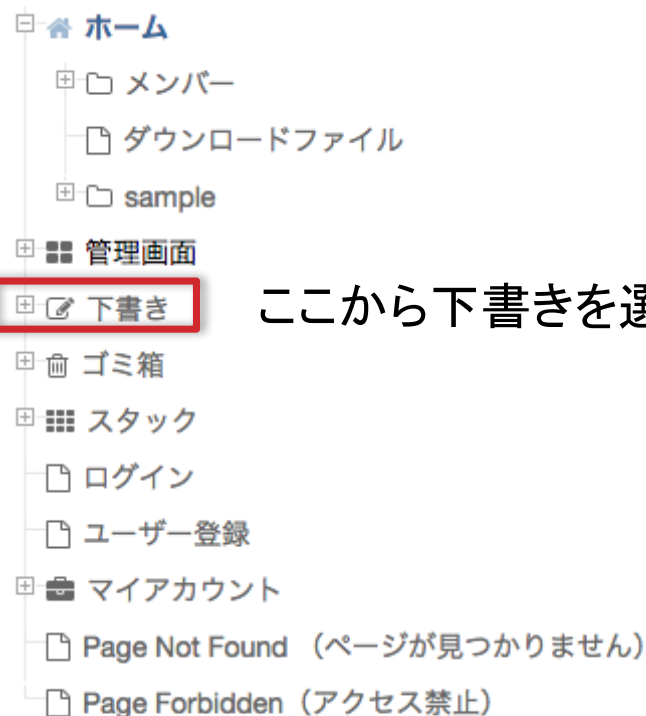 ホーム
メンバー
ダウンロードファイル
sample
管理画面
下書き ここから下書きを選
ゴミ箱
スタック
ログイン
ユーザー登録
マイアカウント
Page Not Found （ページが見つかりません）
Page Forbidden（アクセス禁止）